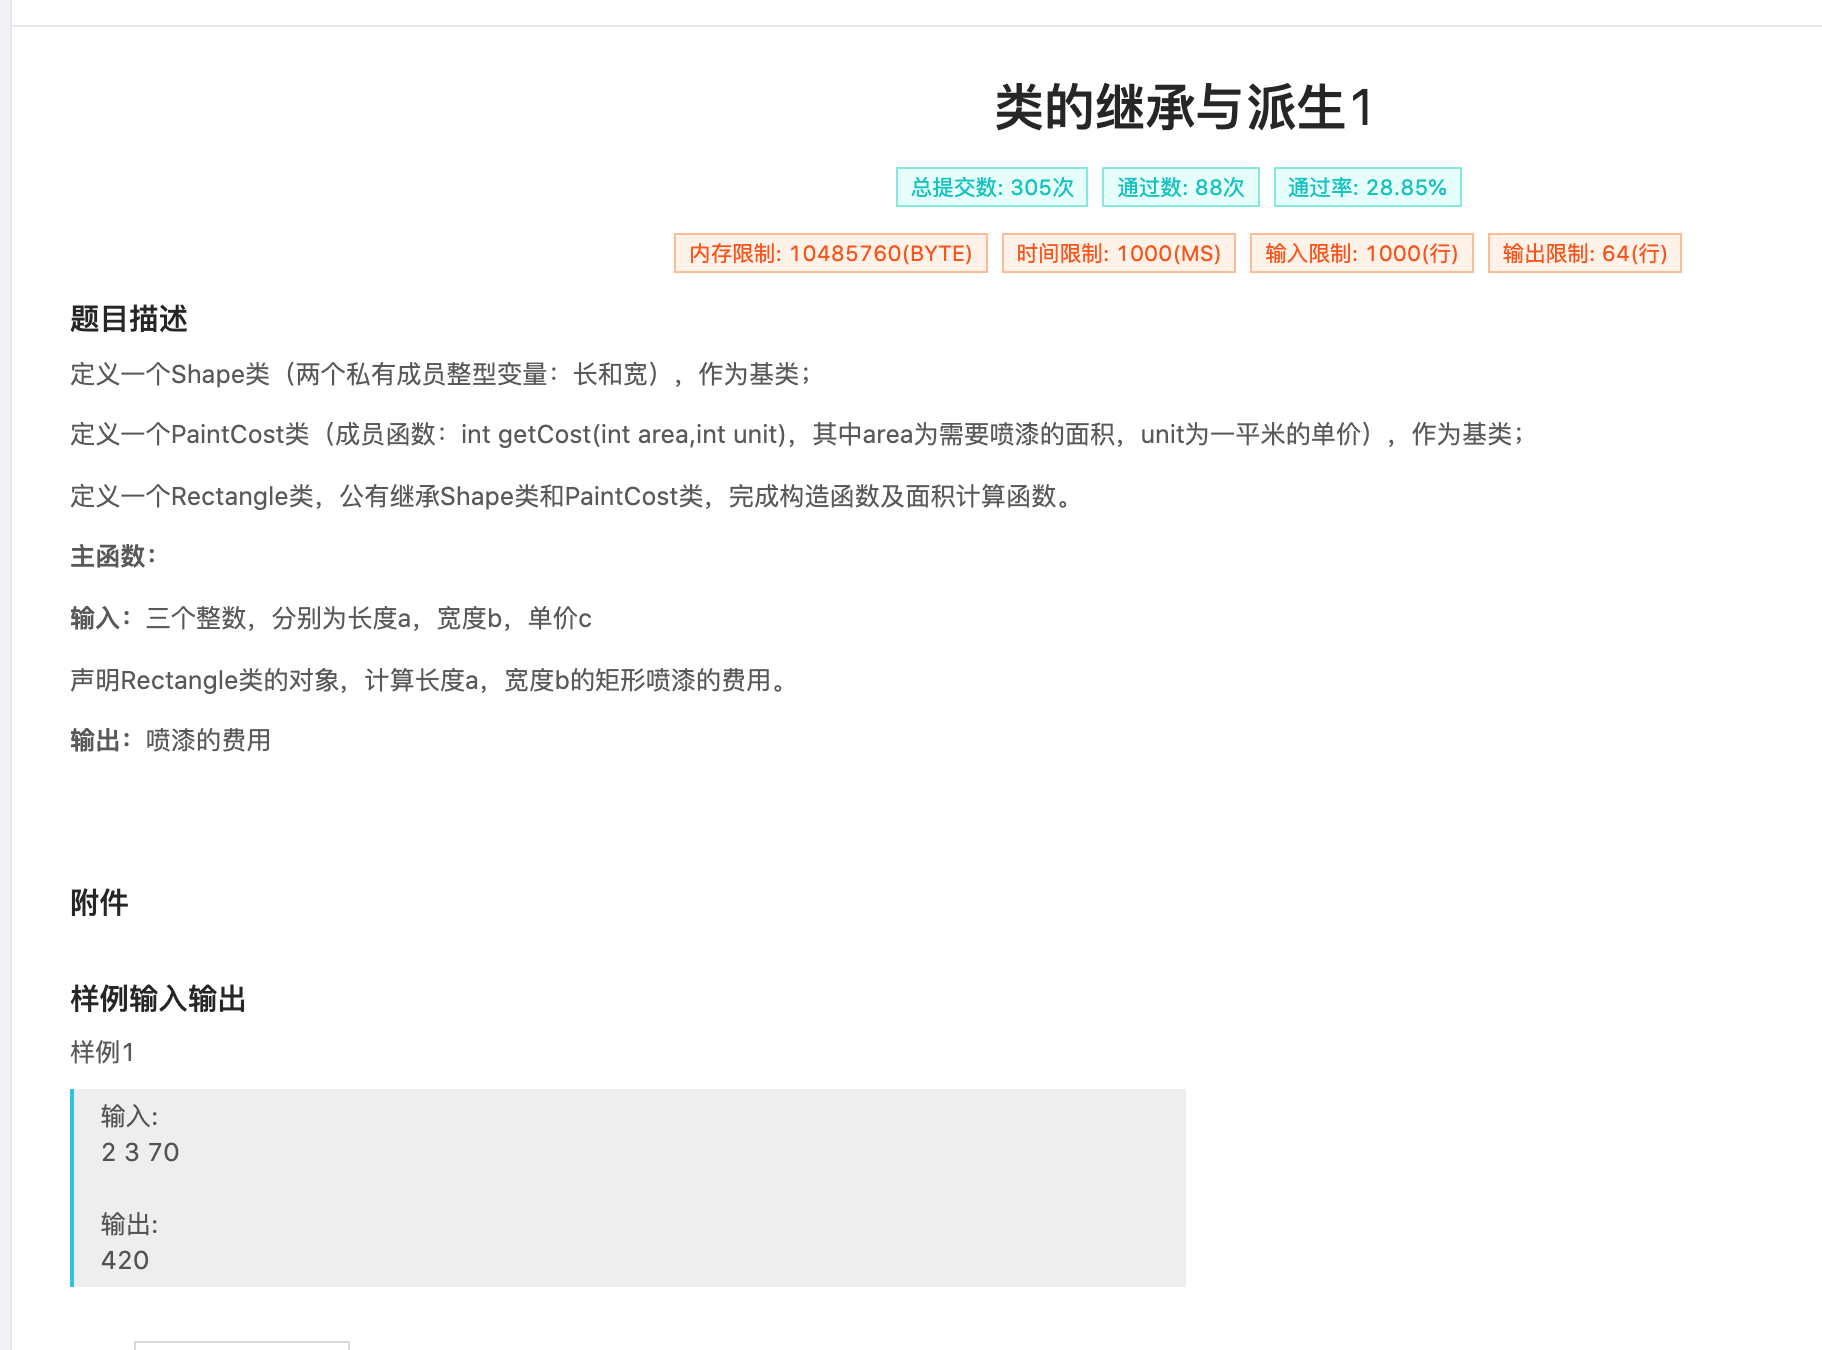 类的继承与派生1
总提交数: 305次 通过数: 88次 通过率: 28.85%
内存限制: 10485760(BYTE) 时间限制: 1000(MS) 输入限制: 1000(行) 输出限制: 64(行)
题目描述
定义一个Shape类（两个私有成员整型变量：长和宽），作为基类；
定义一个PaintCost类（成员函数：int getCost(int area,int unit)，其中area为需要喷漆的面积，unit为一平米的单价），作为基类；
定义一个Rectangle类，公有继承Shape类和PaintCost类，完成构造函数及面积计算函数。
主函数：
输入：三个整数，分别为长度a，宽度b，单价c
声明Rectangle类的对象，计算长度a，宽度b的矩形喷漆的费用。
输出：喷漆的费用
附件
样例输入输出
样例1
输入:
2 3 70
输出:
420